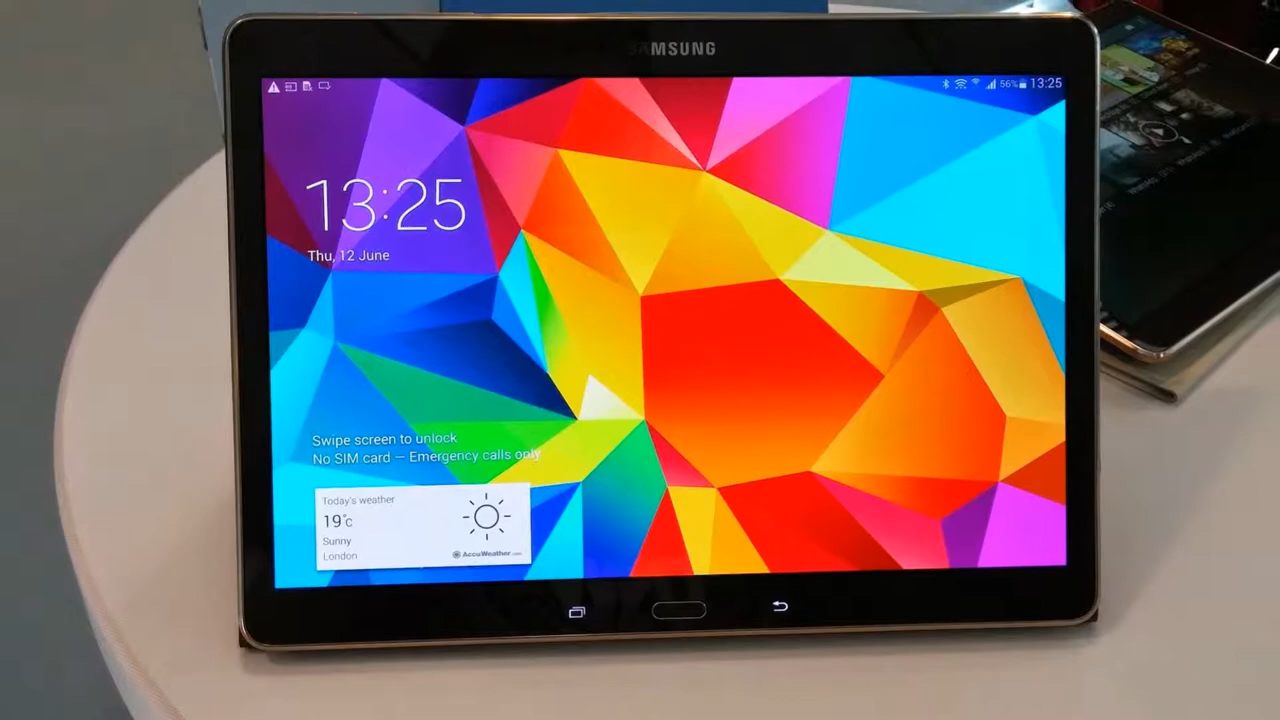 SAMSUNG
56% 13:25
13:25
Thu, 12 June
Swipe screen to unlock
No SIM card — Emergency calls only
Today's weather
19°c
Sunny
London
AccuWeather.com